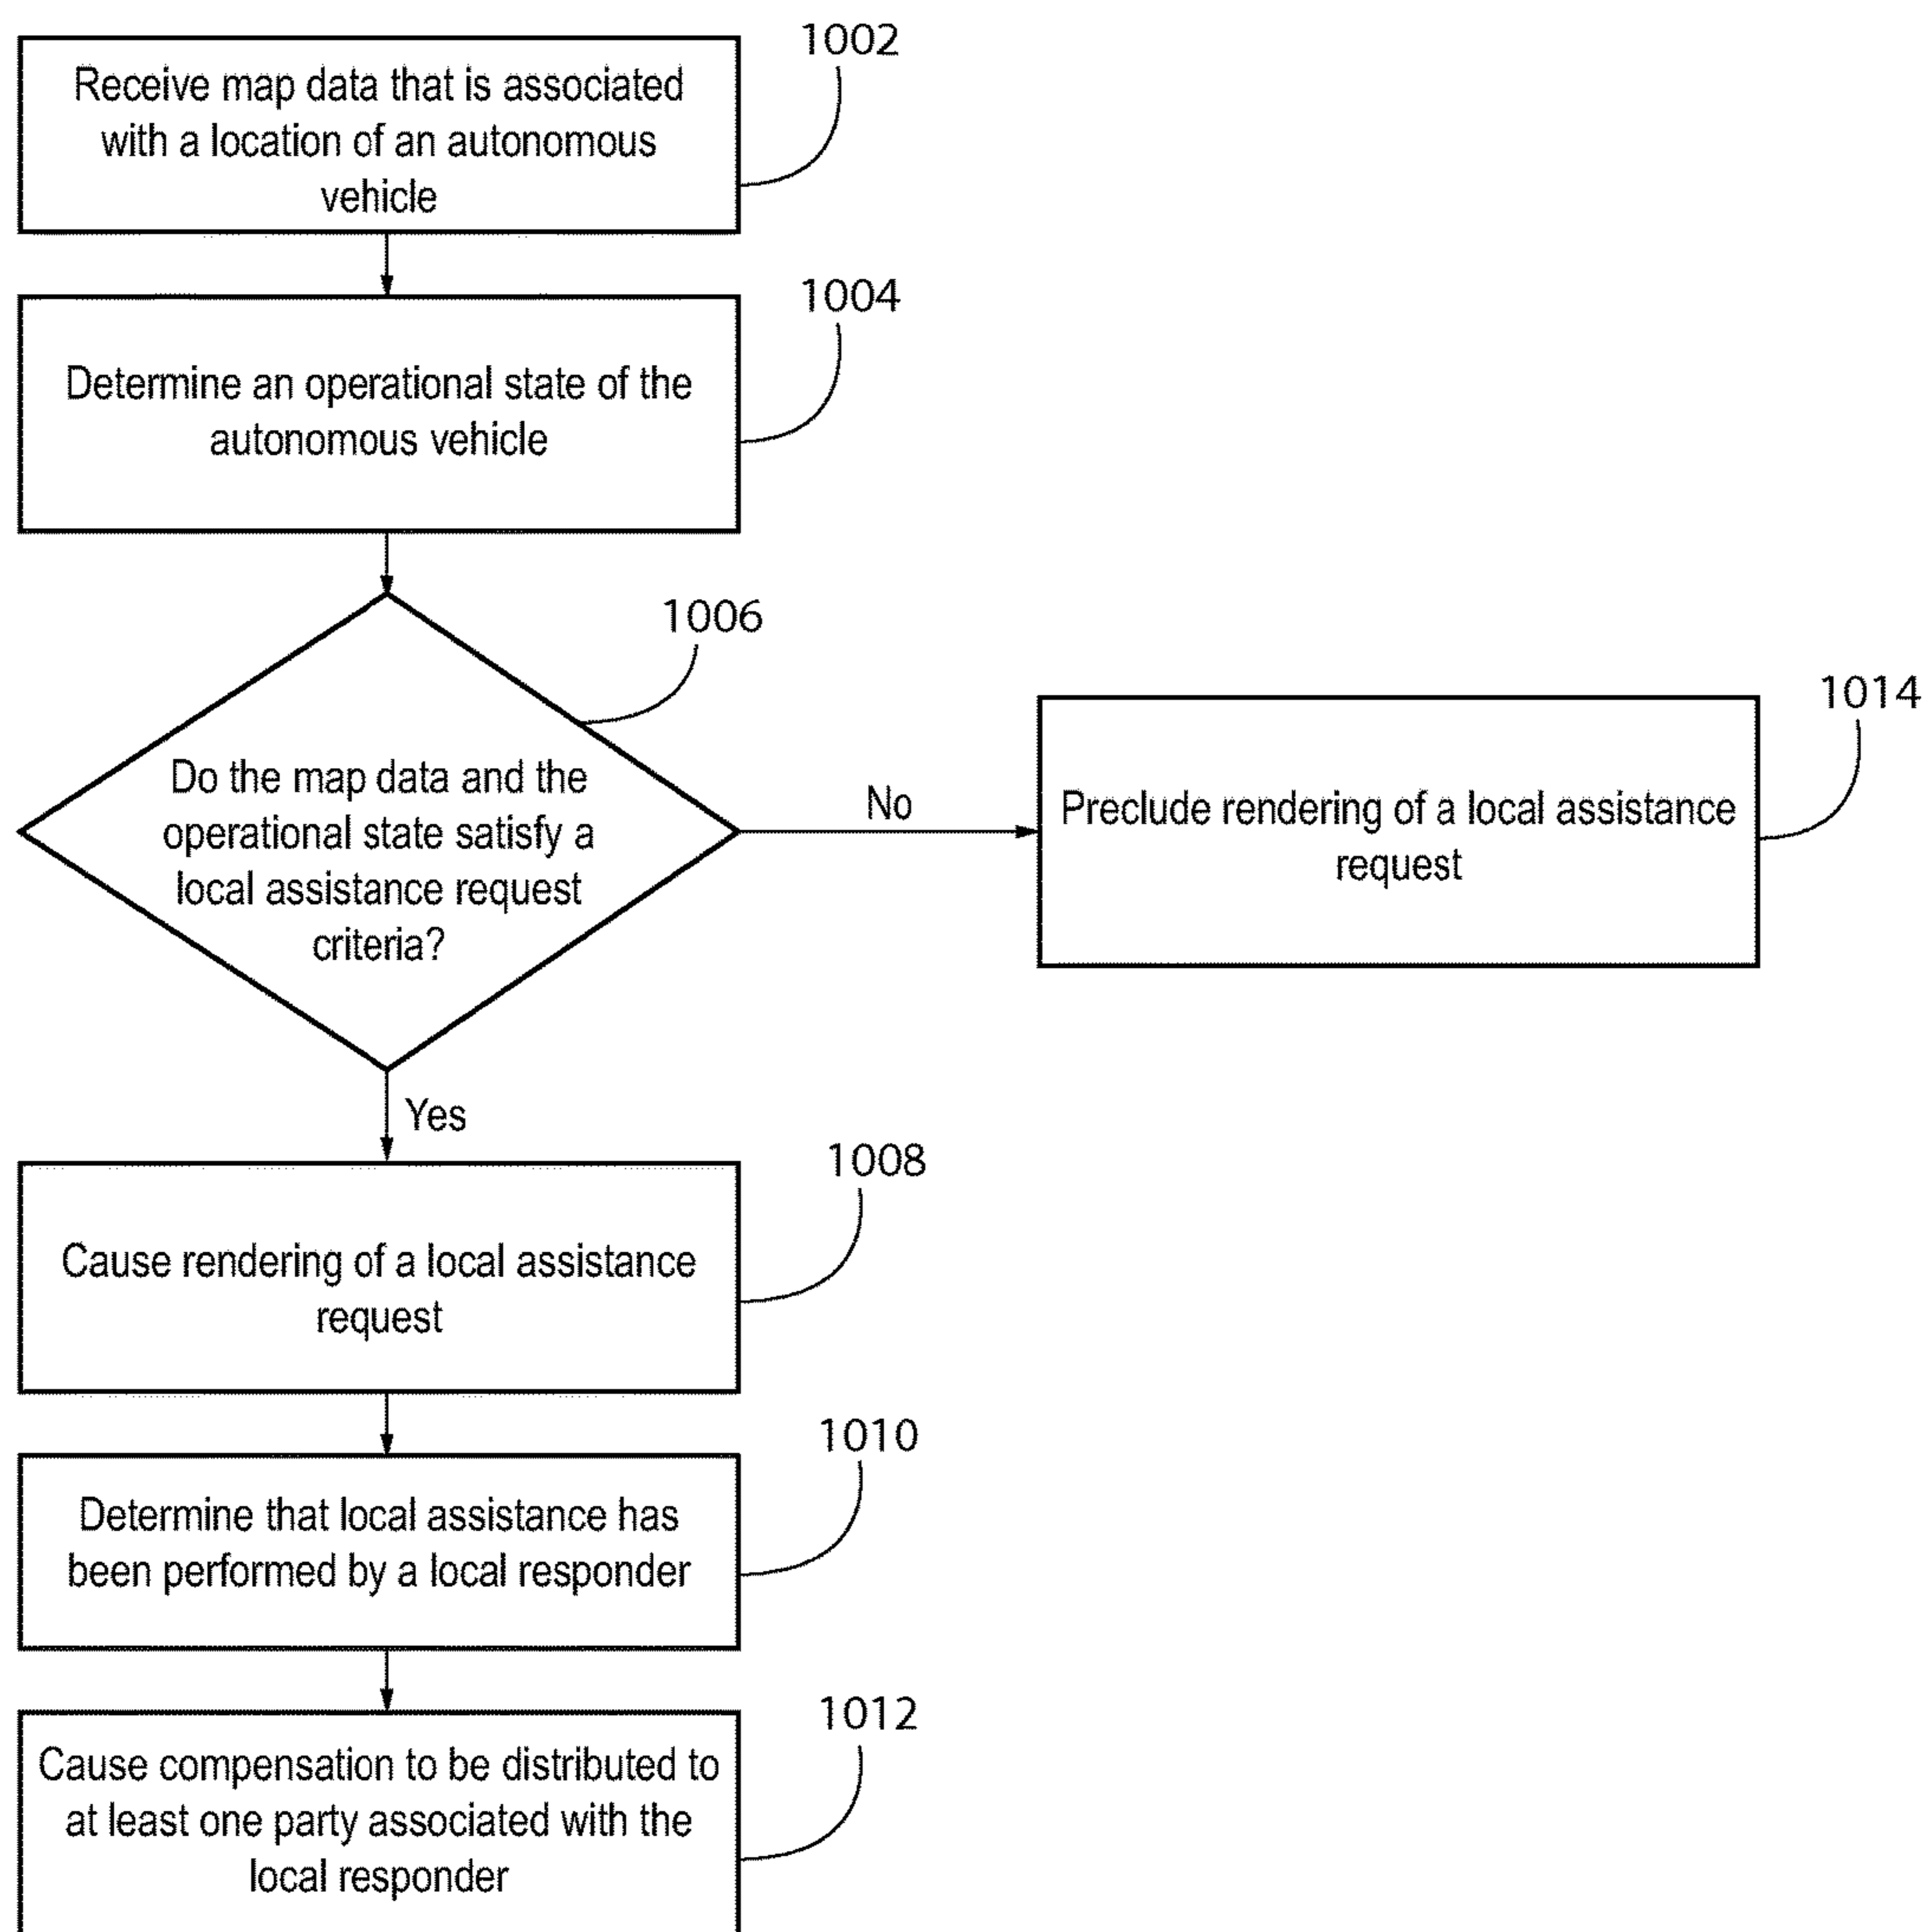 1002
Receive map data that is associated
with a location of an autonomous
vehicle
1004
Determine an operational state of the
autonomous vehicle
1006
Do the map data and the
operational state satisfy a
local assistance request
criteria?
No
1014
Preclude rendering of a local assistance
request
Yes
1008
Cause rendering of a local assistance
request
1010
Determine that local assistance has
been performed by a local responder
1012
Cause compensation to be distributed to
at least one party associated with the
local responder